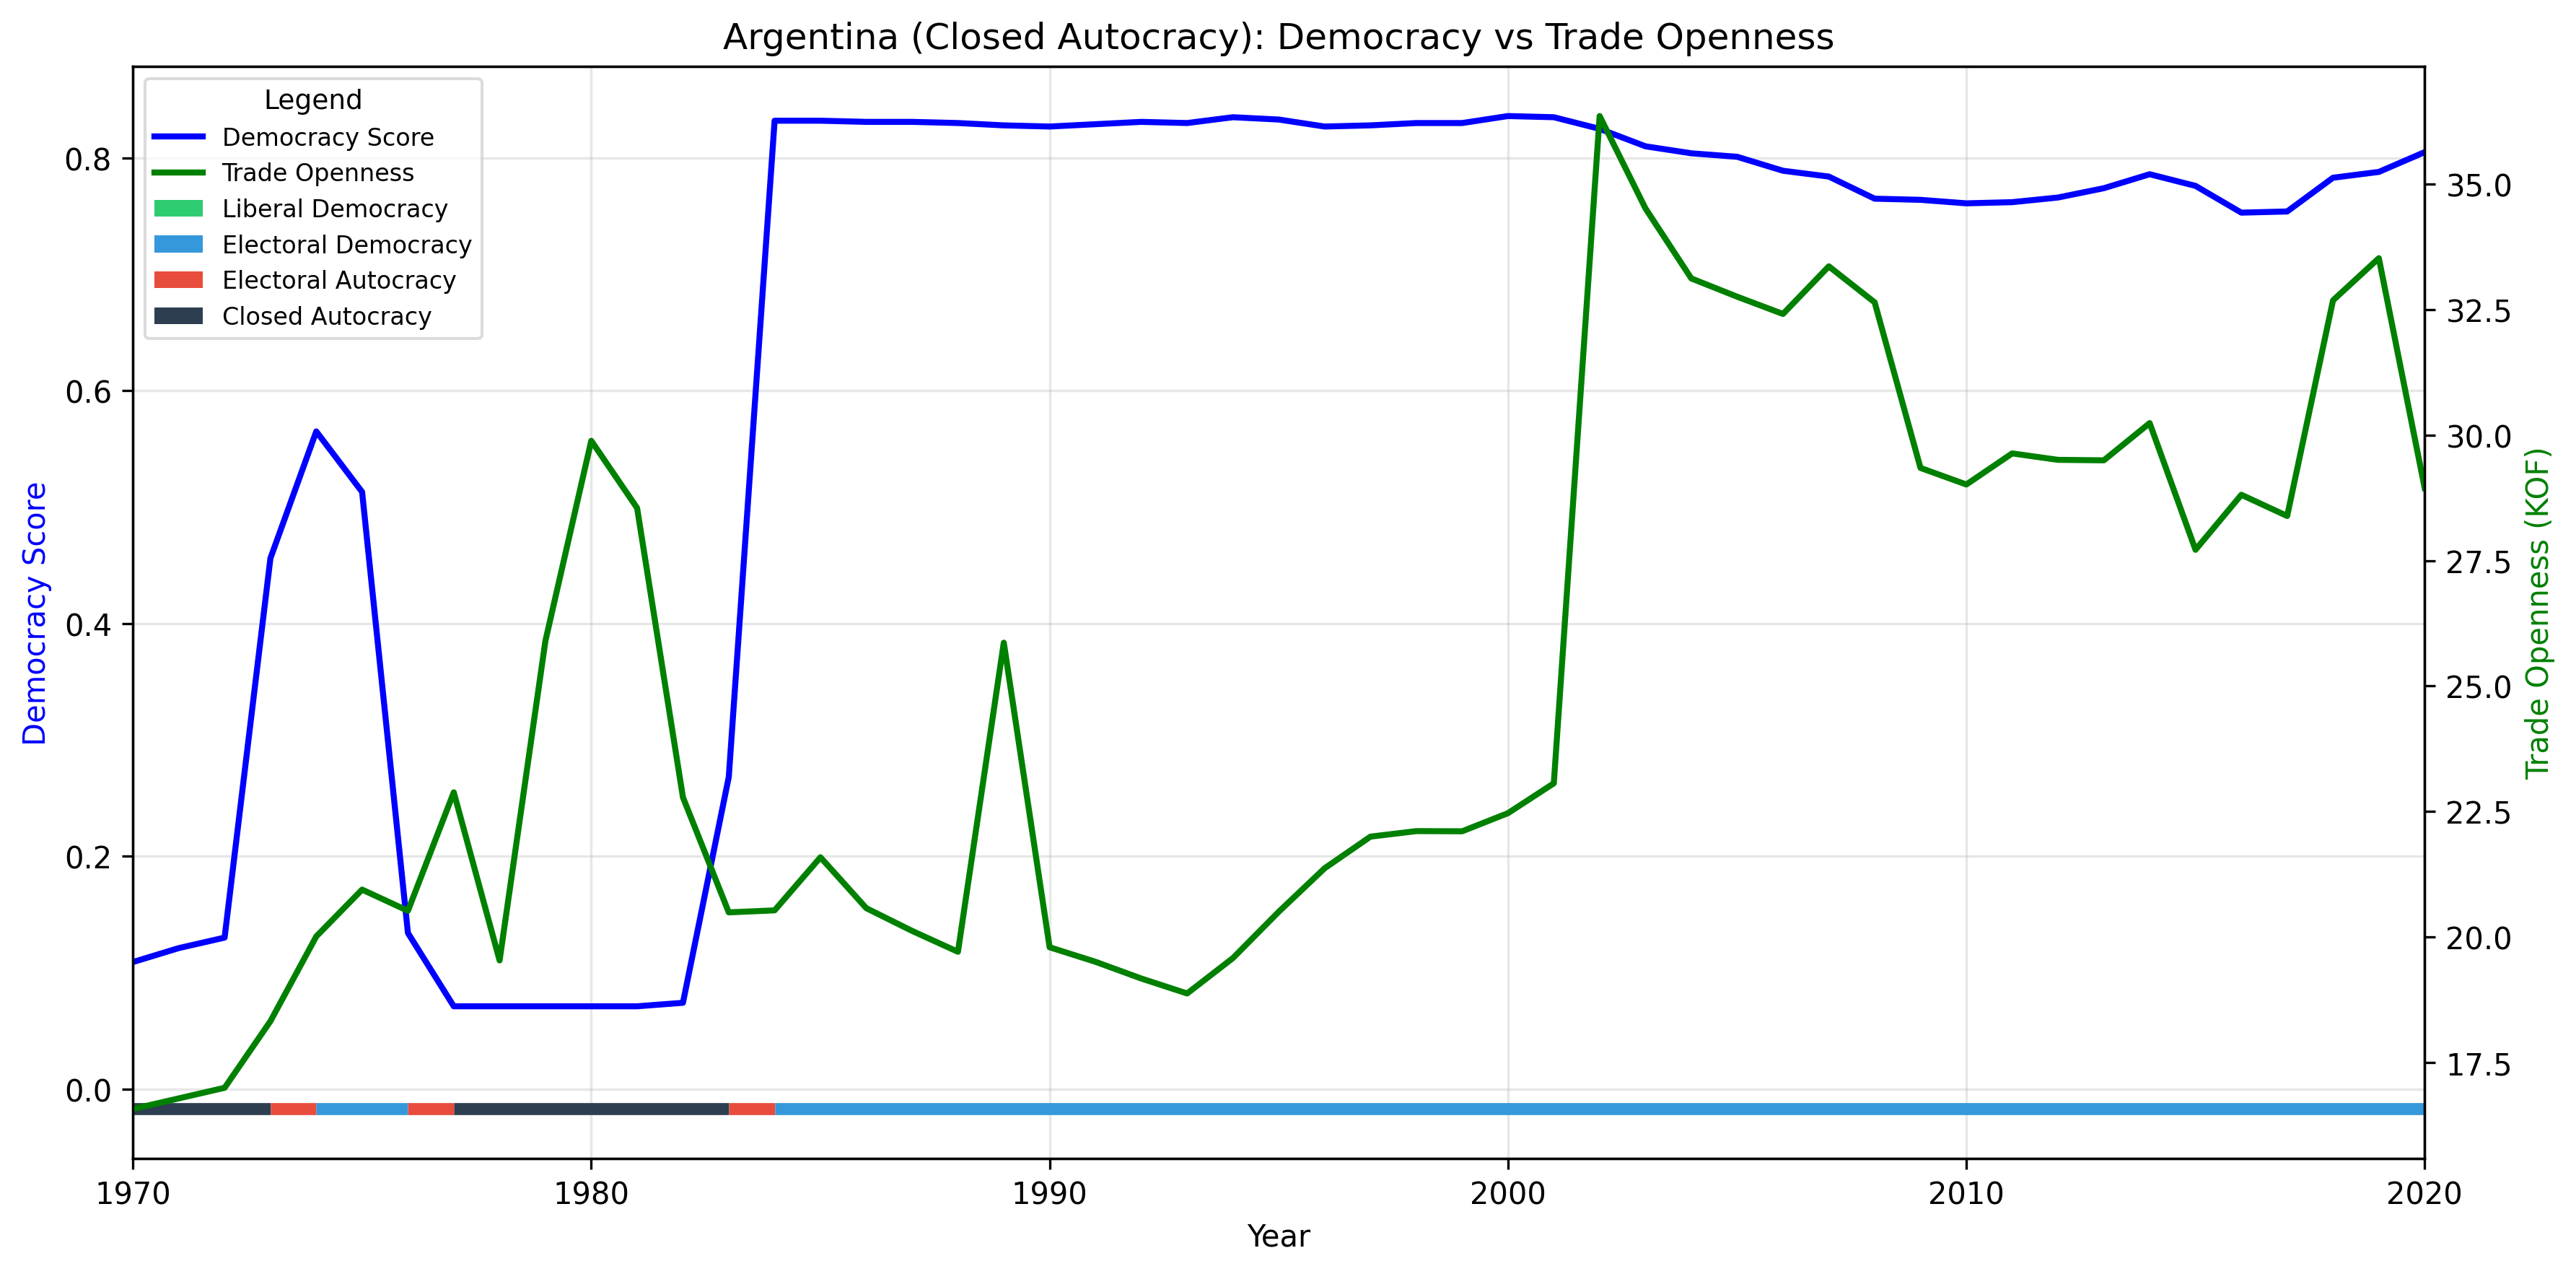 Argentina (Closed Autocracy): Democracy vs Trade Openness
Legend
Democracy Score
Trade Openness
Liberal Democracy
Electoral Democracy
Electoral Autocracy
Closed Autocracy
Democracy Score
0.8
0.6
0.4
0.2
0.0
35.0
32.5
30.0
27.5
25.0
22.5
20.0
17.5
Trade Openness (KOF)
1970 1980 1990 2000 2010 2020
Year